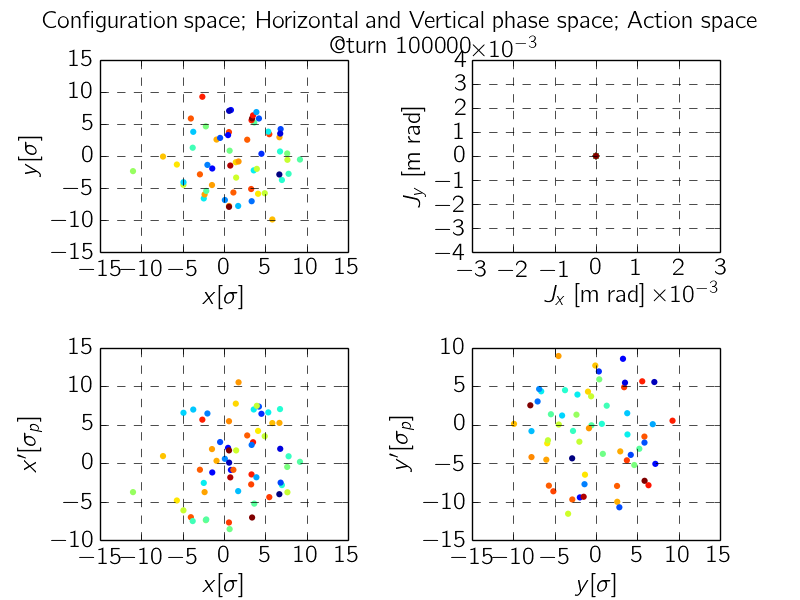 Configuration space; Horizontal and Vertical phase space; Action space
@turn 100000
×10⁻³
15
10
5
0
−5
−10
−15
y[σ]
−15 −10 −5 0 5 10 15
x[σ]
4
3
2
1
0
−1
−2
−3
−4
J_y [m rad]
−3 −2 −1 0 1 2 3
J_x [m rad] ×10⁻³
15
10
5
0
−5
−10
x′[σ_p]
−15 −10 −5 0 5 10 15
x[σ]
10
5
0
−5
−10
−15
y′[σ_p]
−15 −10 −5 0 5 10 15
y[σ]